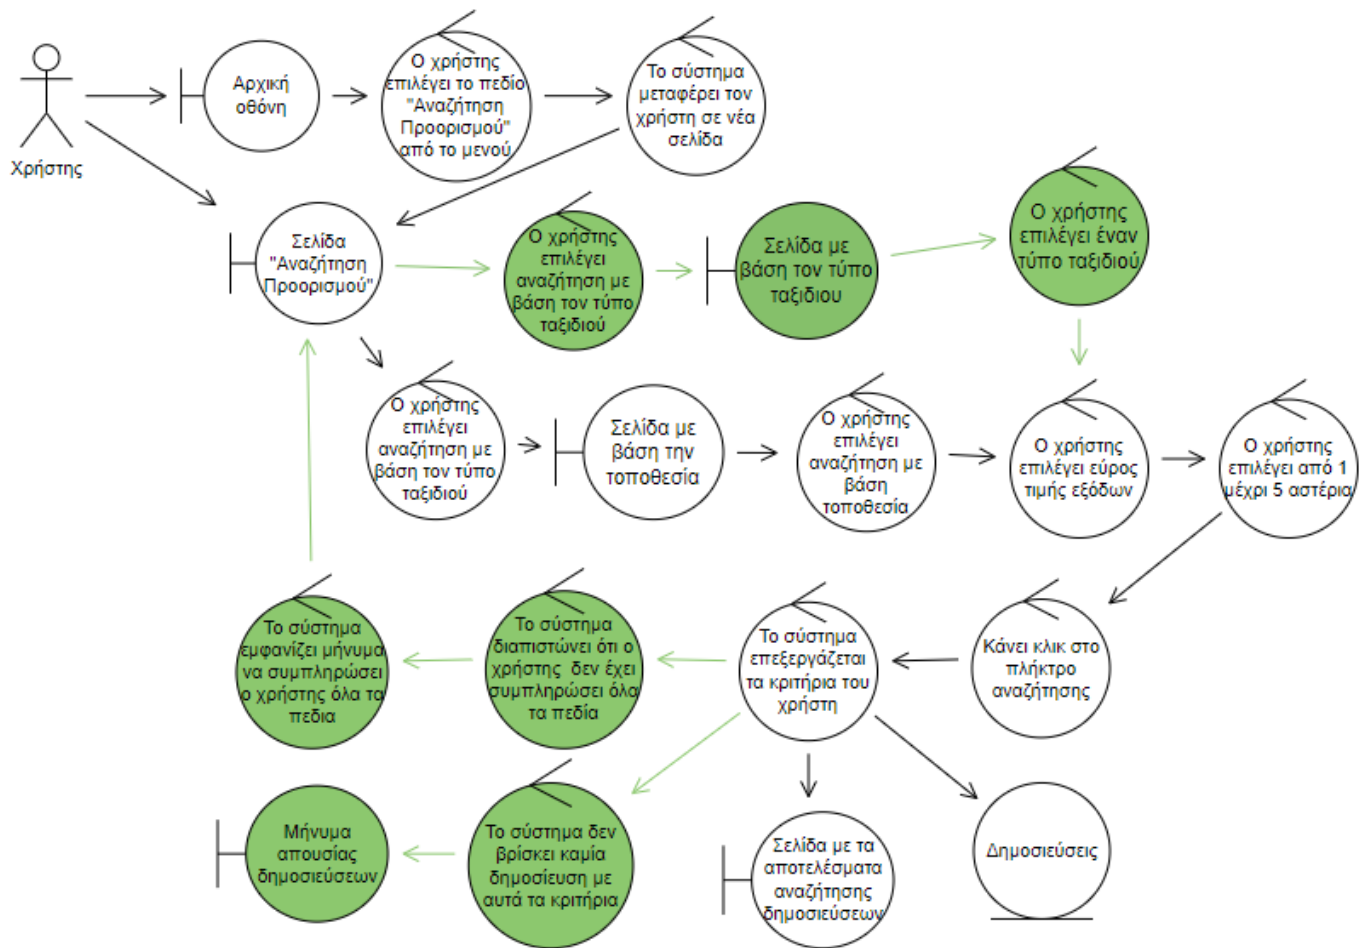 Χρήστης
Αρχική
οθόνη
Ο χρήστης
επιλέγει το πεδίο
"Αναζήτηση
Προορισμού"
από το μενού
Το σύστημα
μεταφέρει τον
χρήστη σε νέα
σελίδα
Σελίδα
"Αναζήτηση
Προορισμού"
Ο χρήστης
επιλέγει
αναζήτηση με
βάση τον τύπο
ταξιδιού
Σελίδα με
βάση τον τύπο
ταξιδιου
Ο χρήστης
επιλέγει έναν
τύπο ταξιδιού
Ο χρήστης
επιλέγει
αναζήτηση με
βάση τον τύπο
ταξιδιού
Σελίδα με
βάση την
τοποθεσία
Ο χρήστης
επιλέγει
αναζήτηση με
βάση
τοποθεσία
Ο χρήστης
επιλέγει εύρος
τιμής εξόδων
Ο χρήστης
επιλέγει από 1
μέχρι 5 αστέρια
Το σύστημα
εμφανίζει μήνυμα
να συμπληρώσει
ο χρήστης όλα τα
πεδια
Το σύστημα
διαπιστώνει ότι ο
χρήστης δεν έχει
συμπληρώσει όλα
τα πεδία
Το σύστημα
επεξεργάζεται
τα κριτήρια του
χρήστη
Κάνει κλικ στο
πλήκτρο
αναζήτησης
Μήνυμα
απουσίας
δημοσιεύσεων
Το σύστημα δεν
βρίσκει καμία
δημοσίευση με
αυτά τα κριτήρια
Σελίδα με τα
αποτελέσματα
αναζήτησης
δημοσιεύσεων
Δημοσιεύσεις